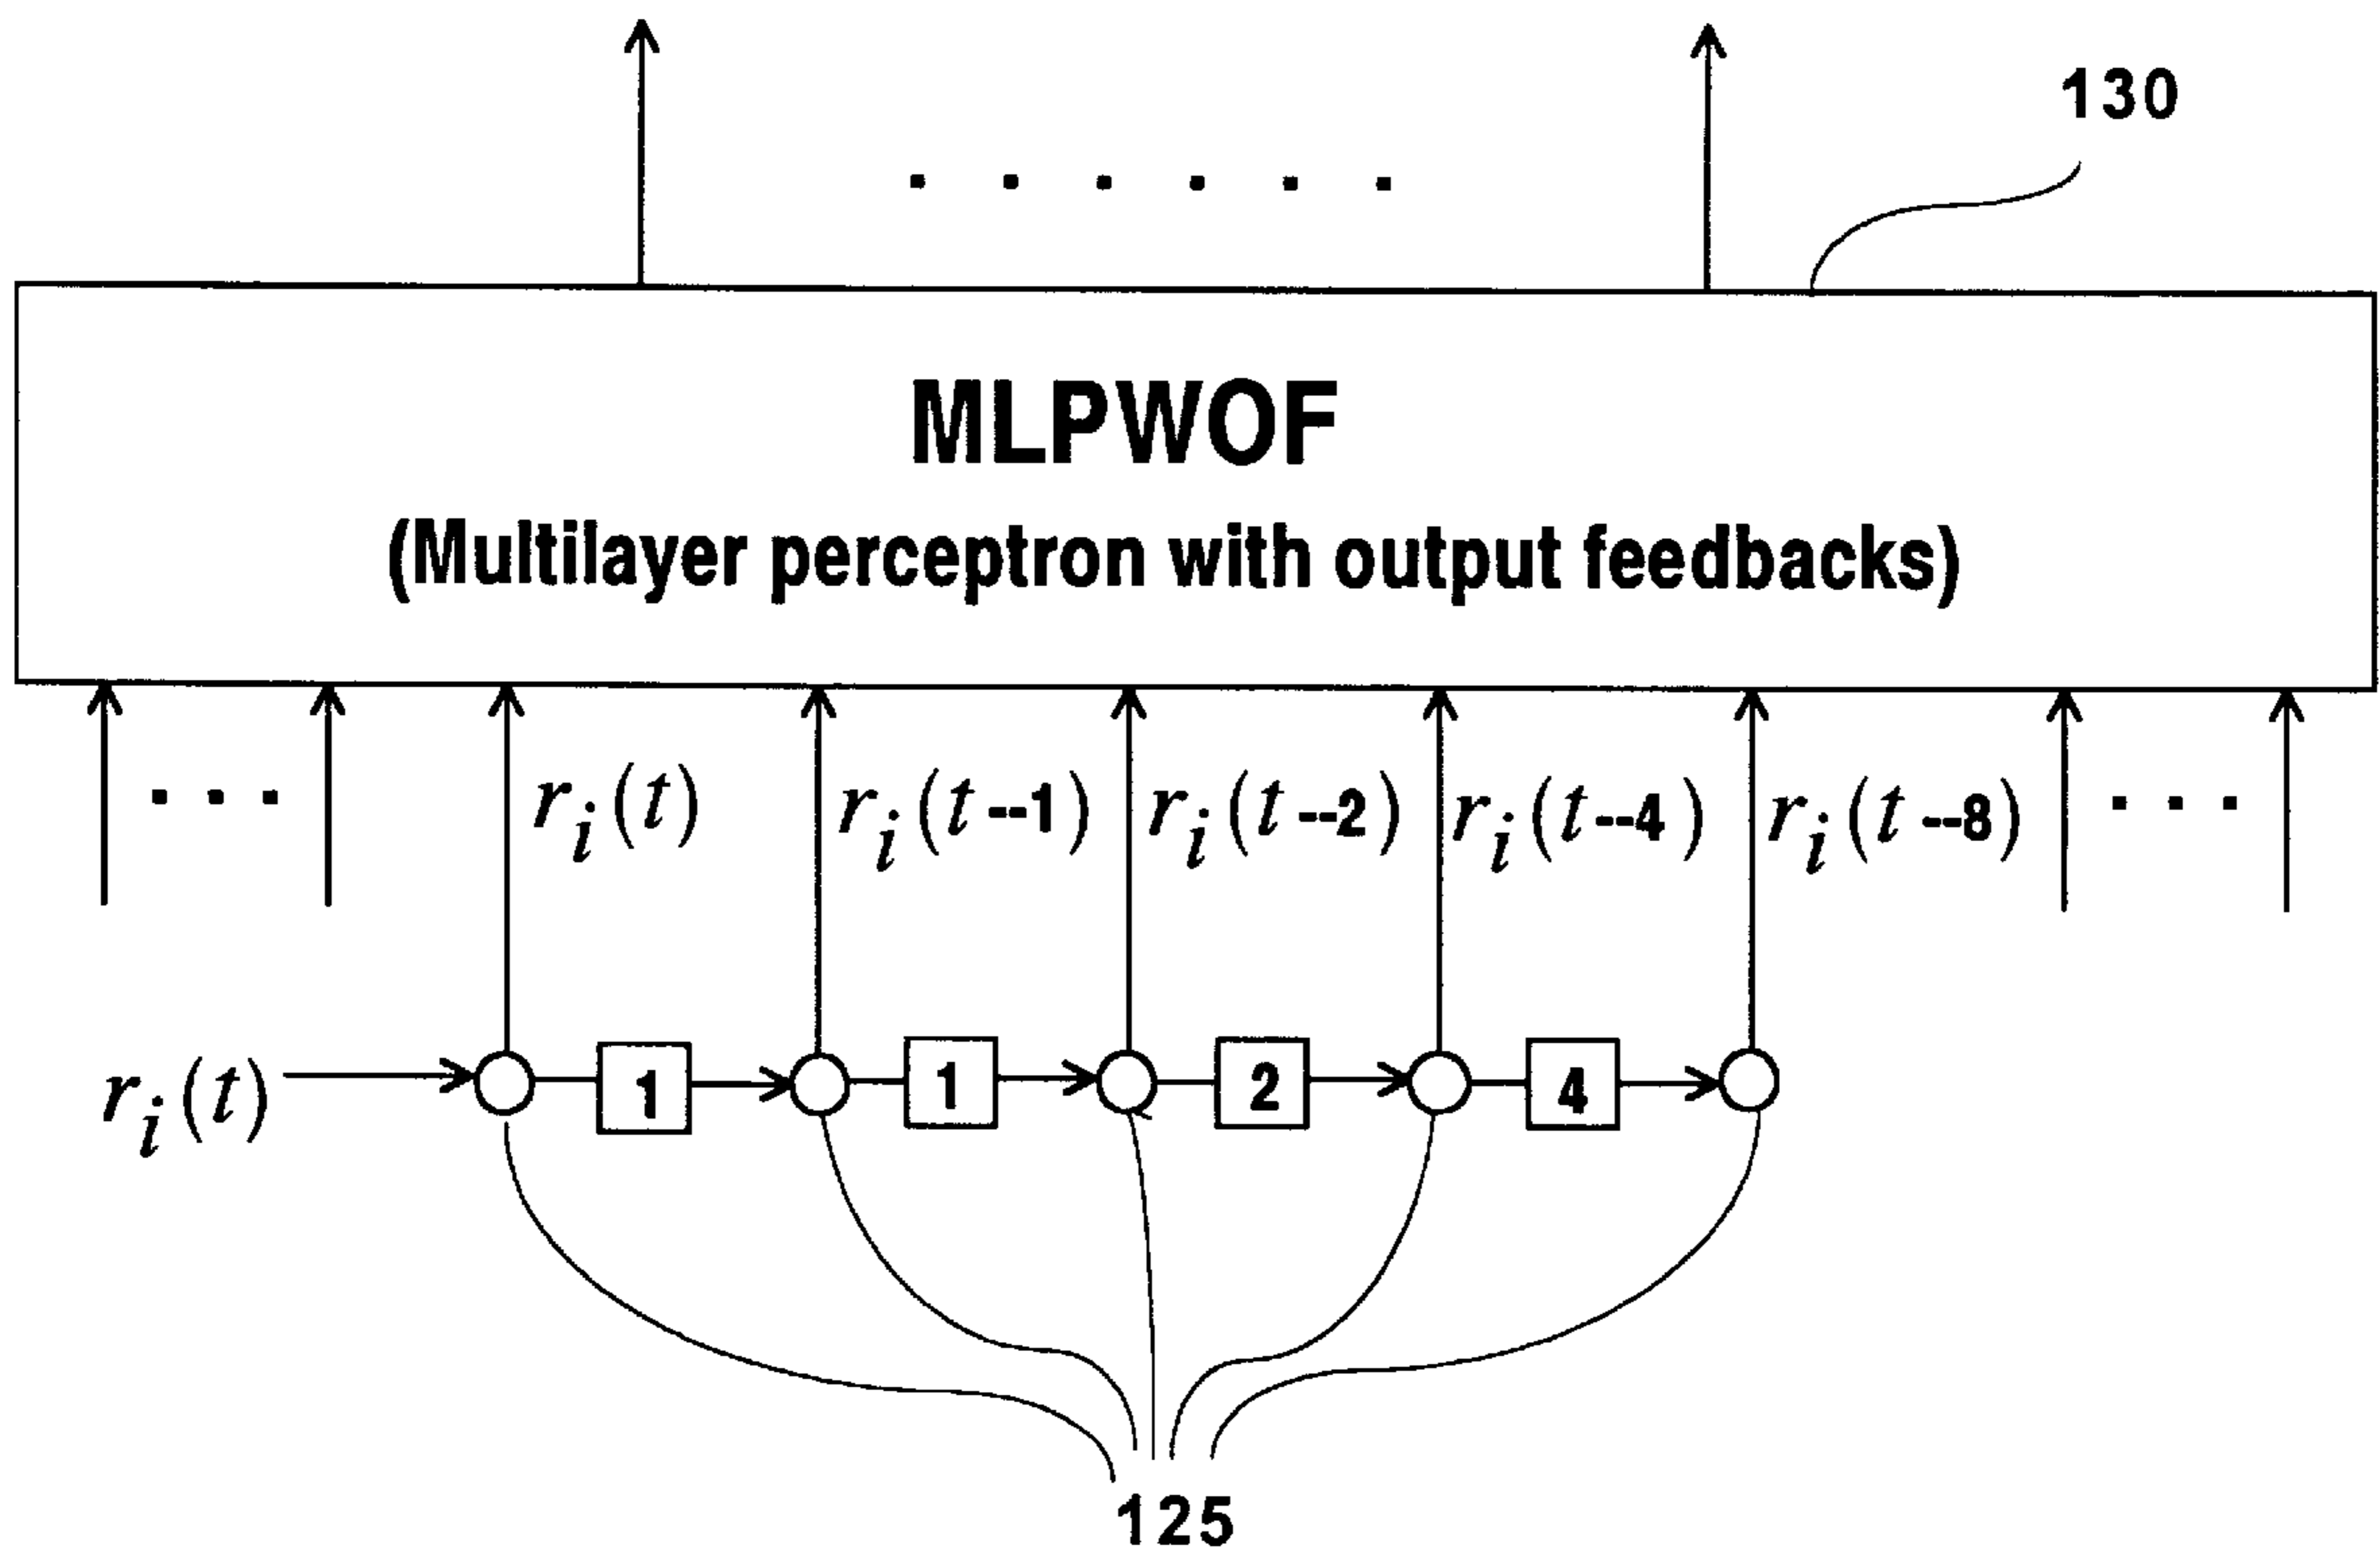 130
MLPWOF
(Multilayer perceptron with output feedbacks)
r_i(t) r_i(t--1) r_i(t--2) r_i(t--4) r_i(t--8)
r_i(t) 1 1 2 4
125